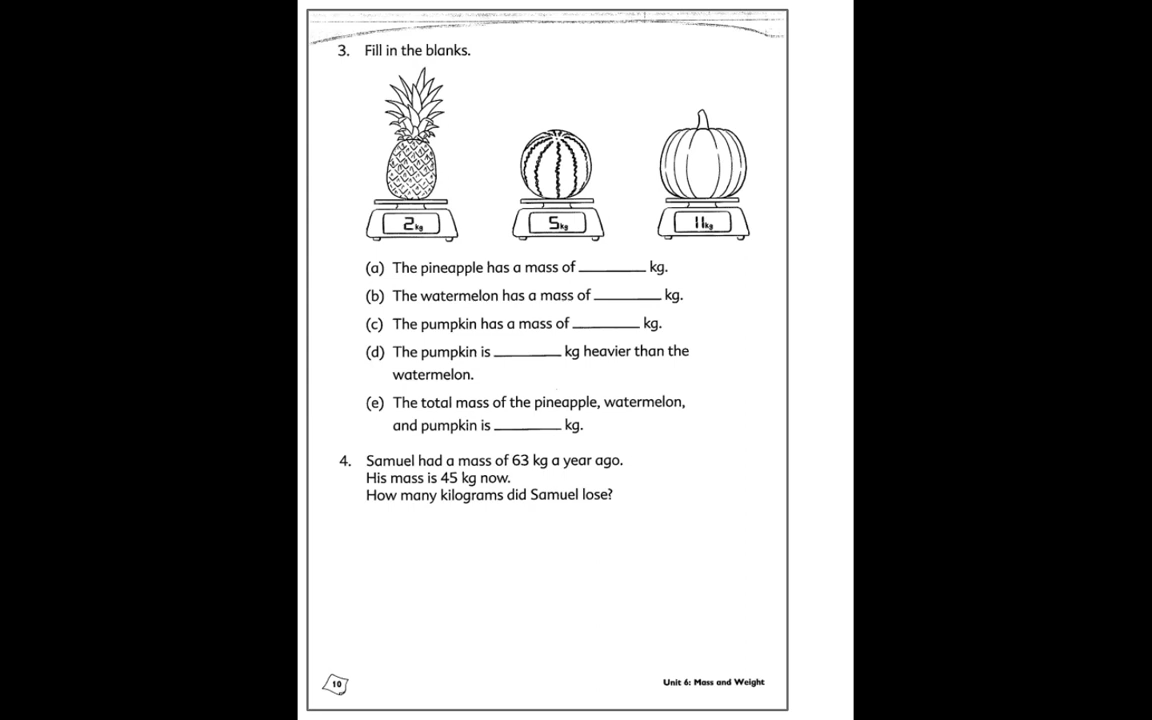 3. Fill in the blanks.
2kg
5kg
11kg
(a) The pineapple has a mass of ________ kg.
(b) The watermelon has a mass of ________ kg.
(c) The pumpkin has a mass of ________ kg.
(d) The pumpkin is ________ kg heavier than the
watermelon.
(e) The total mass of the pineapple, watermelon,
and pumpkin is ________ kg.
4. Samuel had a mass of 63 kg a year ago.
His mass is 45 kg now.
How many kilograms did Samuel lose?
10
Unit 6: Mass and Weight